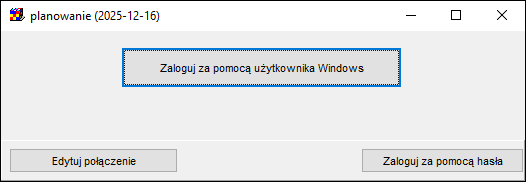 planowanie (2025-12-16)
Zaloguj za pomocą użytkownika Windows
Edytuj połączenie
Zaloguj za pomocą hasła